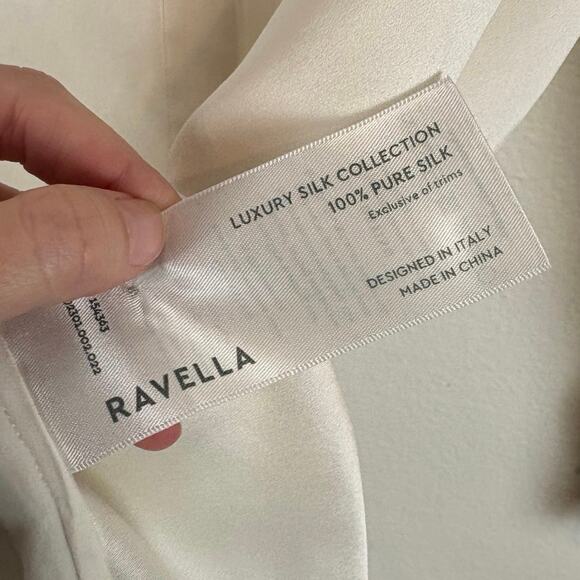 LUXURY SILK COLLECTION
100% PURE SILK
Exclusive of trims
DESIGNED IN ITALY
MADE IN CHINA
RAVELLA